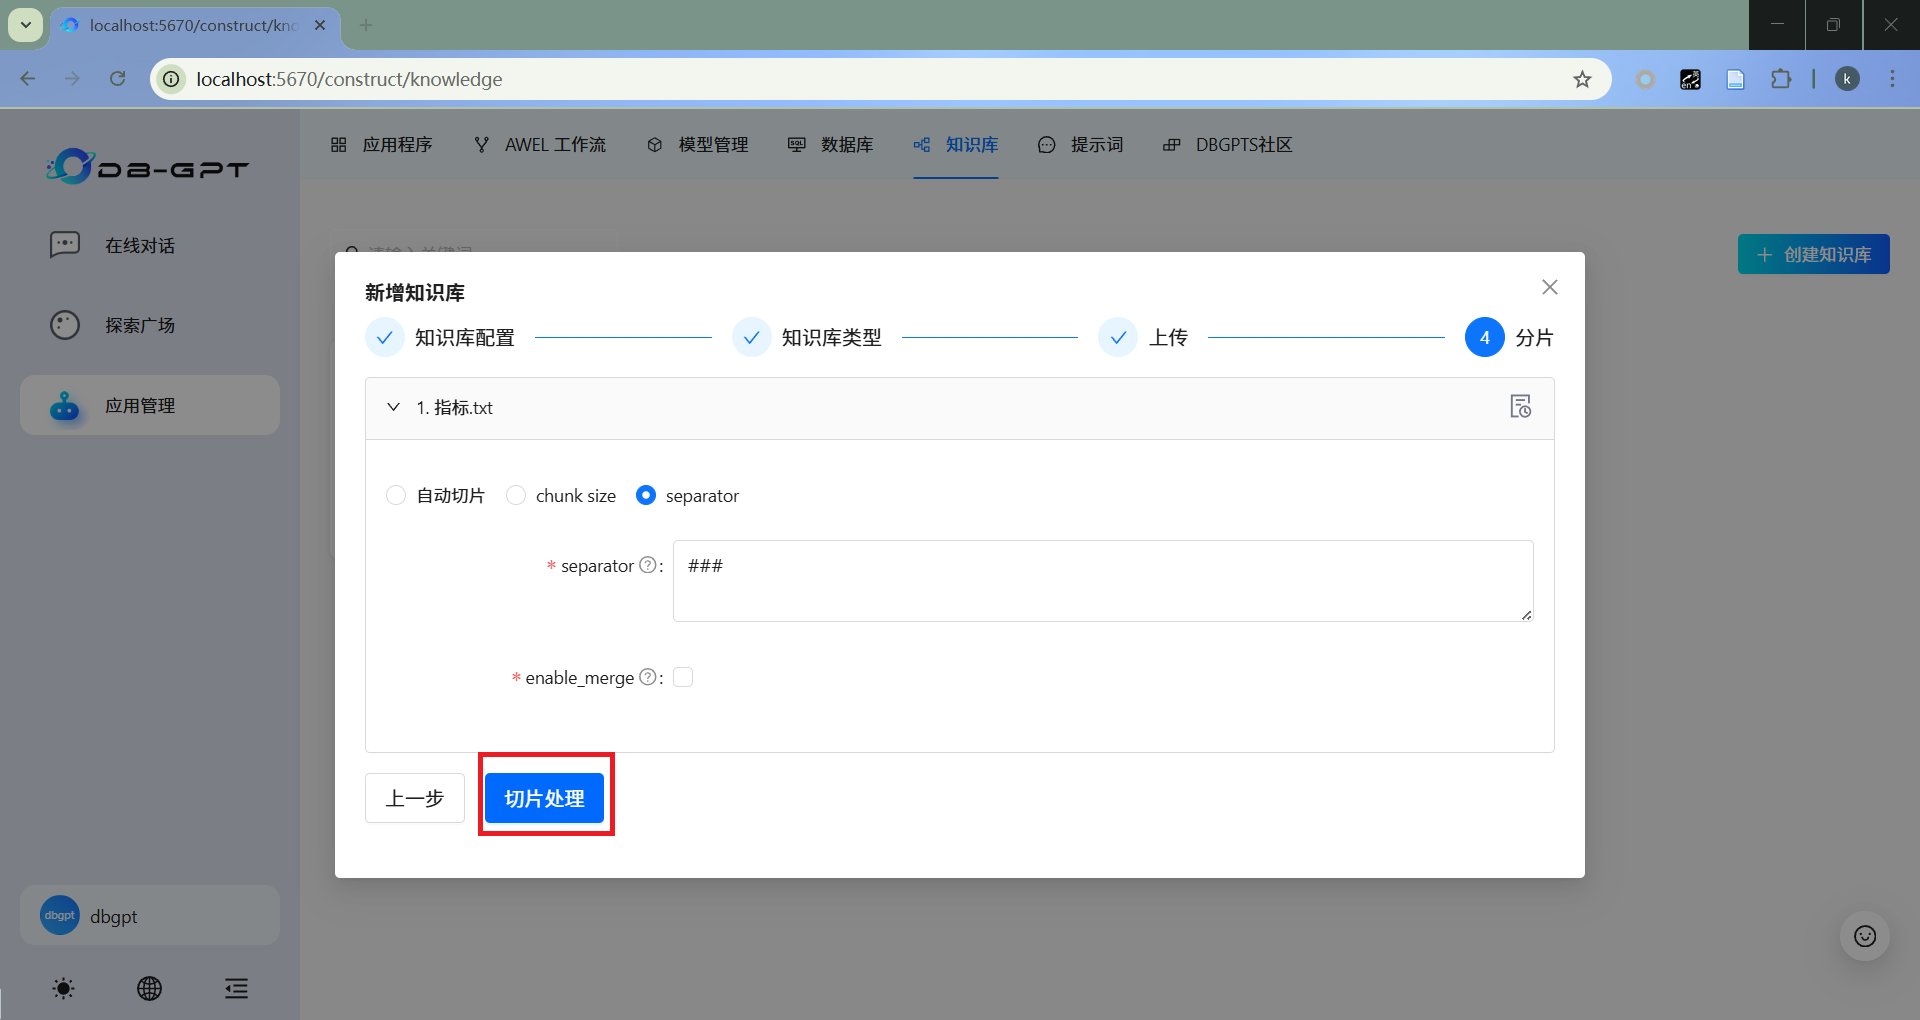 localhost:5670/construct/kno
localhost:5670/construct/knowledge
k
DB-GPT
应用程序
AWEL 工作流
模型管理
数据库
知识库
提示词
DBGPTS社区
在线对话
探索广场
应用管理
创建知识库
新增知识库
知识库配置
知识库类型
上传
4 分片
1. 指标.txt
自动切片 chunk size separator
* separator :
###
* enable_merge :
上一步
切片处理
dbgpt dbgpt